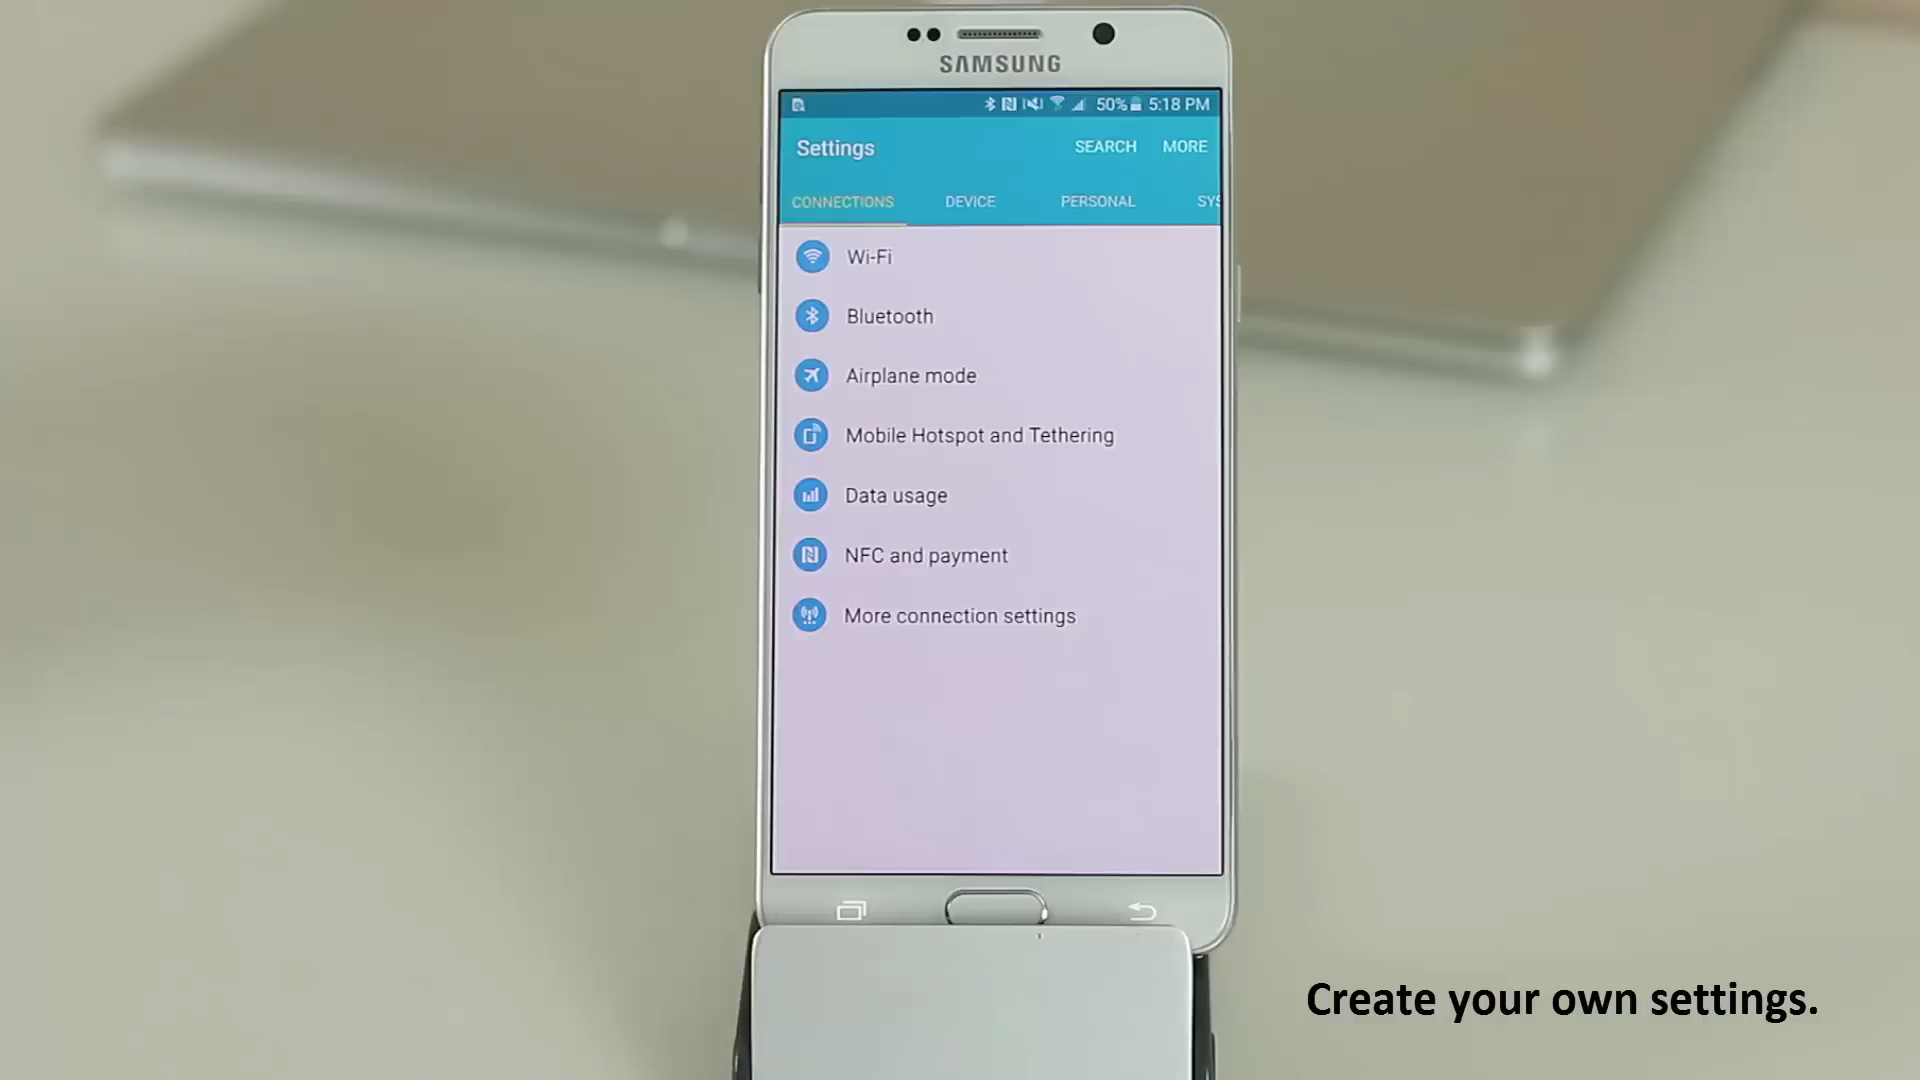 SAMSUNG
50% 5:18 PM
Settings SEARCH MORE
CONNECTIONS DEVICE PERSONAL SYS
Wi-Fi
Bluetooth
Airplane mode
Mobile Hotspot and Tethering
Data usage
NFC and payment
More connection settings
Create your own settings.